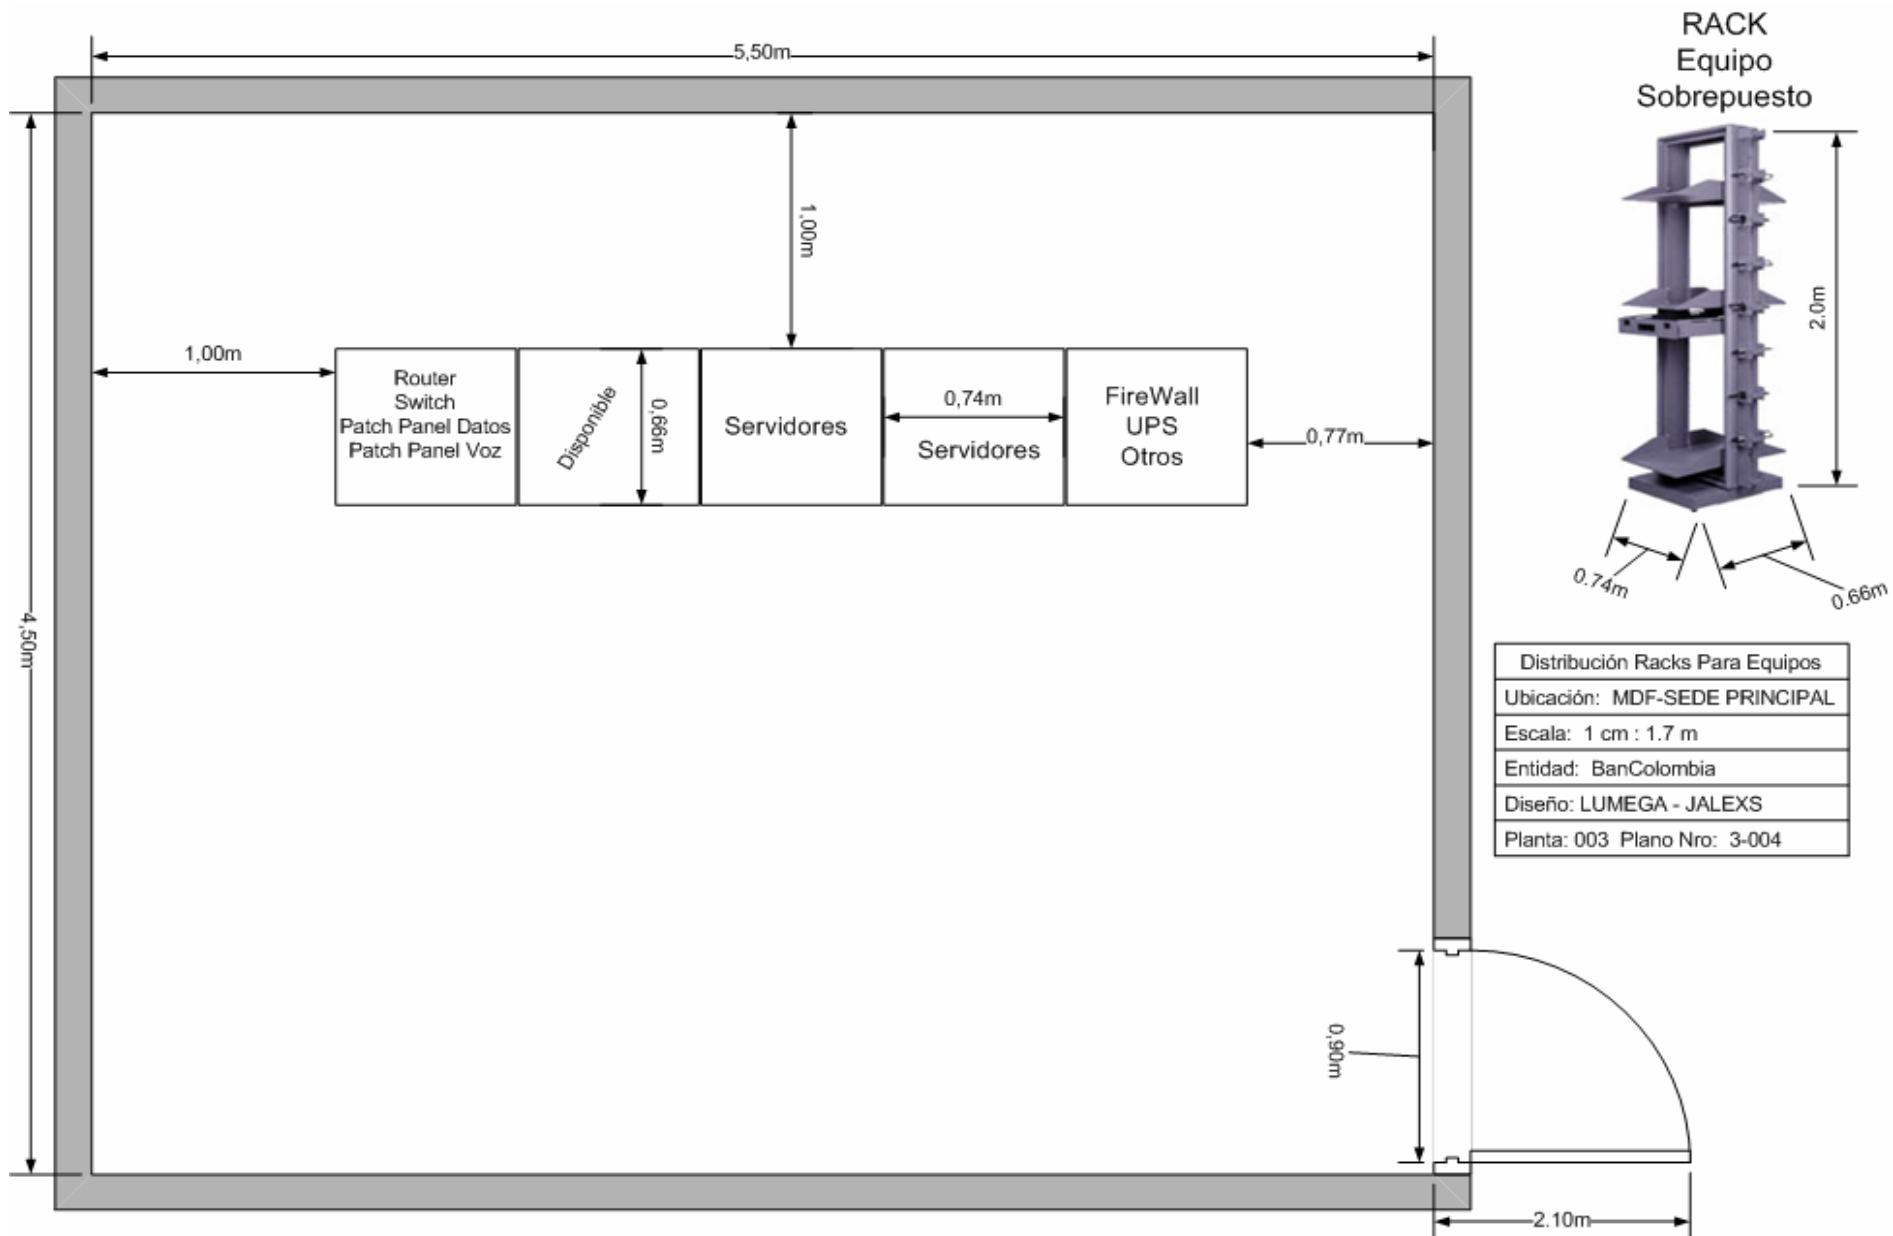 5,50m
RACK
Equipo
Sobrepuesto
1,00m
2.0m
1,00m
Router
Switch
Patch Panel Datos
Patch Panel Voz
Disponible
0,66m
Servidores
0,74m
Servidores
FireWall
UPS
Otros
0,77m
0.74m
0.66m
4,50m
Distribución Racks Para Equipos
Ubicación: MDF-SEDE PRINCIPAL
Escala: 1 cm : 1.7 m
Entidad: BanColombia
Diseño: LUMEGA - JALEXS
Planta: 003 Plano Nro: 3-004
0,90m
2.10m